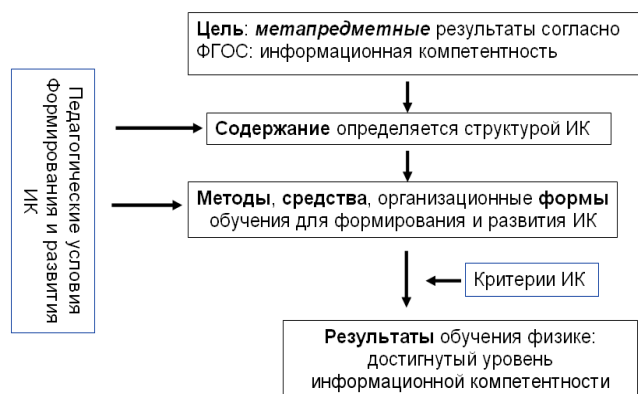 Цель: метапредметные результаты согласно
ФГОС: информационная компетентность
Педагогические условия
Формирования и развития
ИК
Содержание определяется структурой ИК
Методы, средства, организационные формы
обучения для формирования и развития ИК
Критерии ИК
Результаты обучения физике:
достигнутый уровень
информационной компетентности